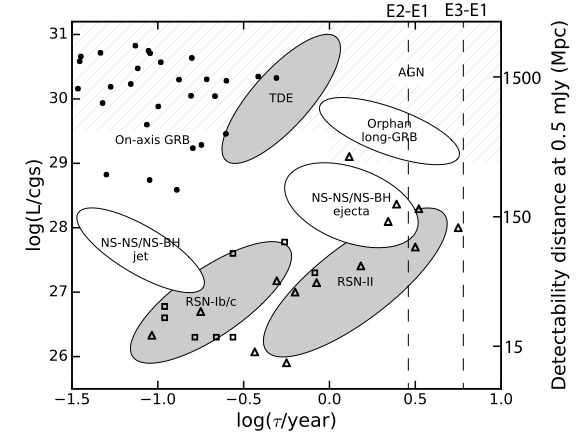 E2-E1 E3-E1
31
30
29
28
27
26
log(L/cgs)
AGN
TDE
Orphan
long-GRB
On-axis GRB
NS-NS/NS-BH
ejecta
NS-NS/NS-BH
jet
RSN-Ib/c
RSN-II
1500
150
15
Detectability distance at 0.5 mJy (Mpc)
−1.5 −1.0 −0.5 0.0 0.5 1.0
log(τ/year)